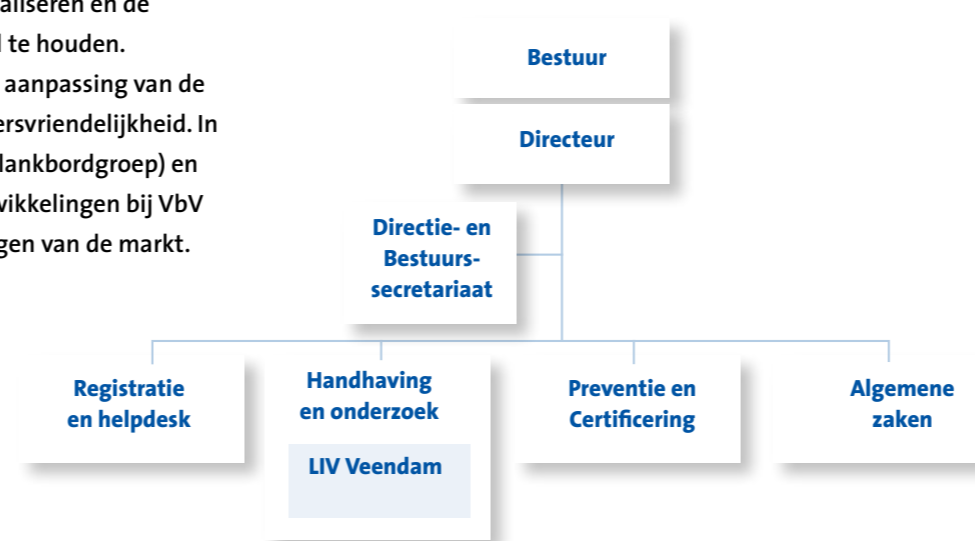 aliseren en de
te houden.
aanpassing van de
ersvriendelijkheid. In
lankbordgroep) en
wikkelingen bij VbV
gen van de markt.
Bestuur
Directeur
Directie- en
Bestuurs-
secretariaat
Registratie
en helpdesk
Handhaving
en onderzoek
LIV Veendam
Preventie en
Certificering
Algemene
zaken